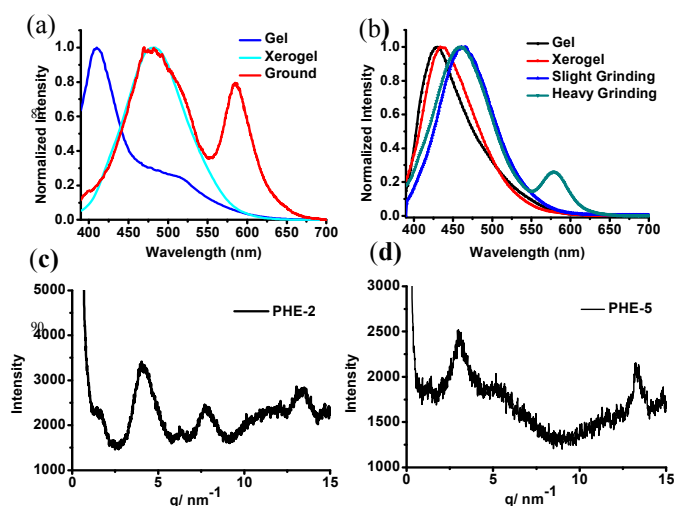 (a)
Gel
Xerogel
Ground
Normalized Intensity
1.0
0.8
0.6
0.4
0.2
0.0
400 450 500 550 600 650 700
Wavelength (nm)
(b)
Gel
Xerogel
Slight Grinding
Heavy Grinding
Normalized Intensity
1.0
0.8
0.6
0.4
0.2
0.0
400 450 500 550 600 650 700
Wavelength (nm)
(c)
PHE-2
90
Intensity
5000
4000
3000
2000
1000
0 5 10 15
q/ nm-1
(d)
PHE-5
Intensity
3000
2500
2000
1500
1000
0 5 10 15
q/ nm-1